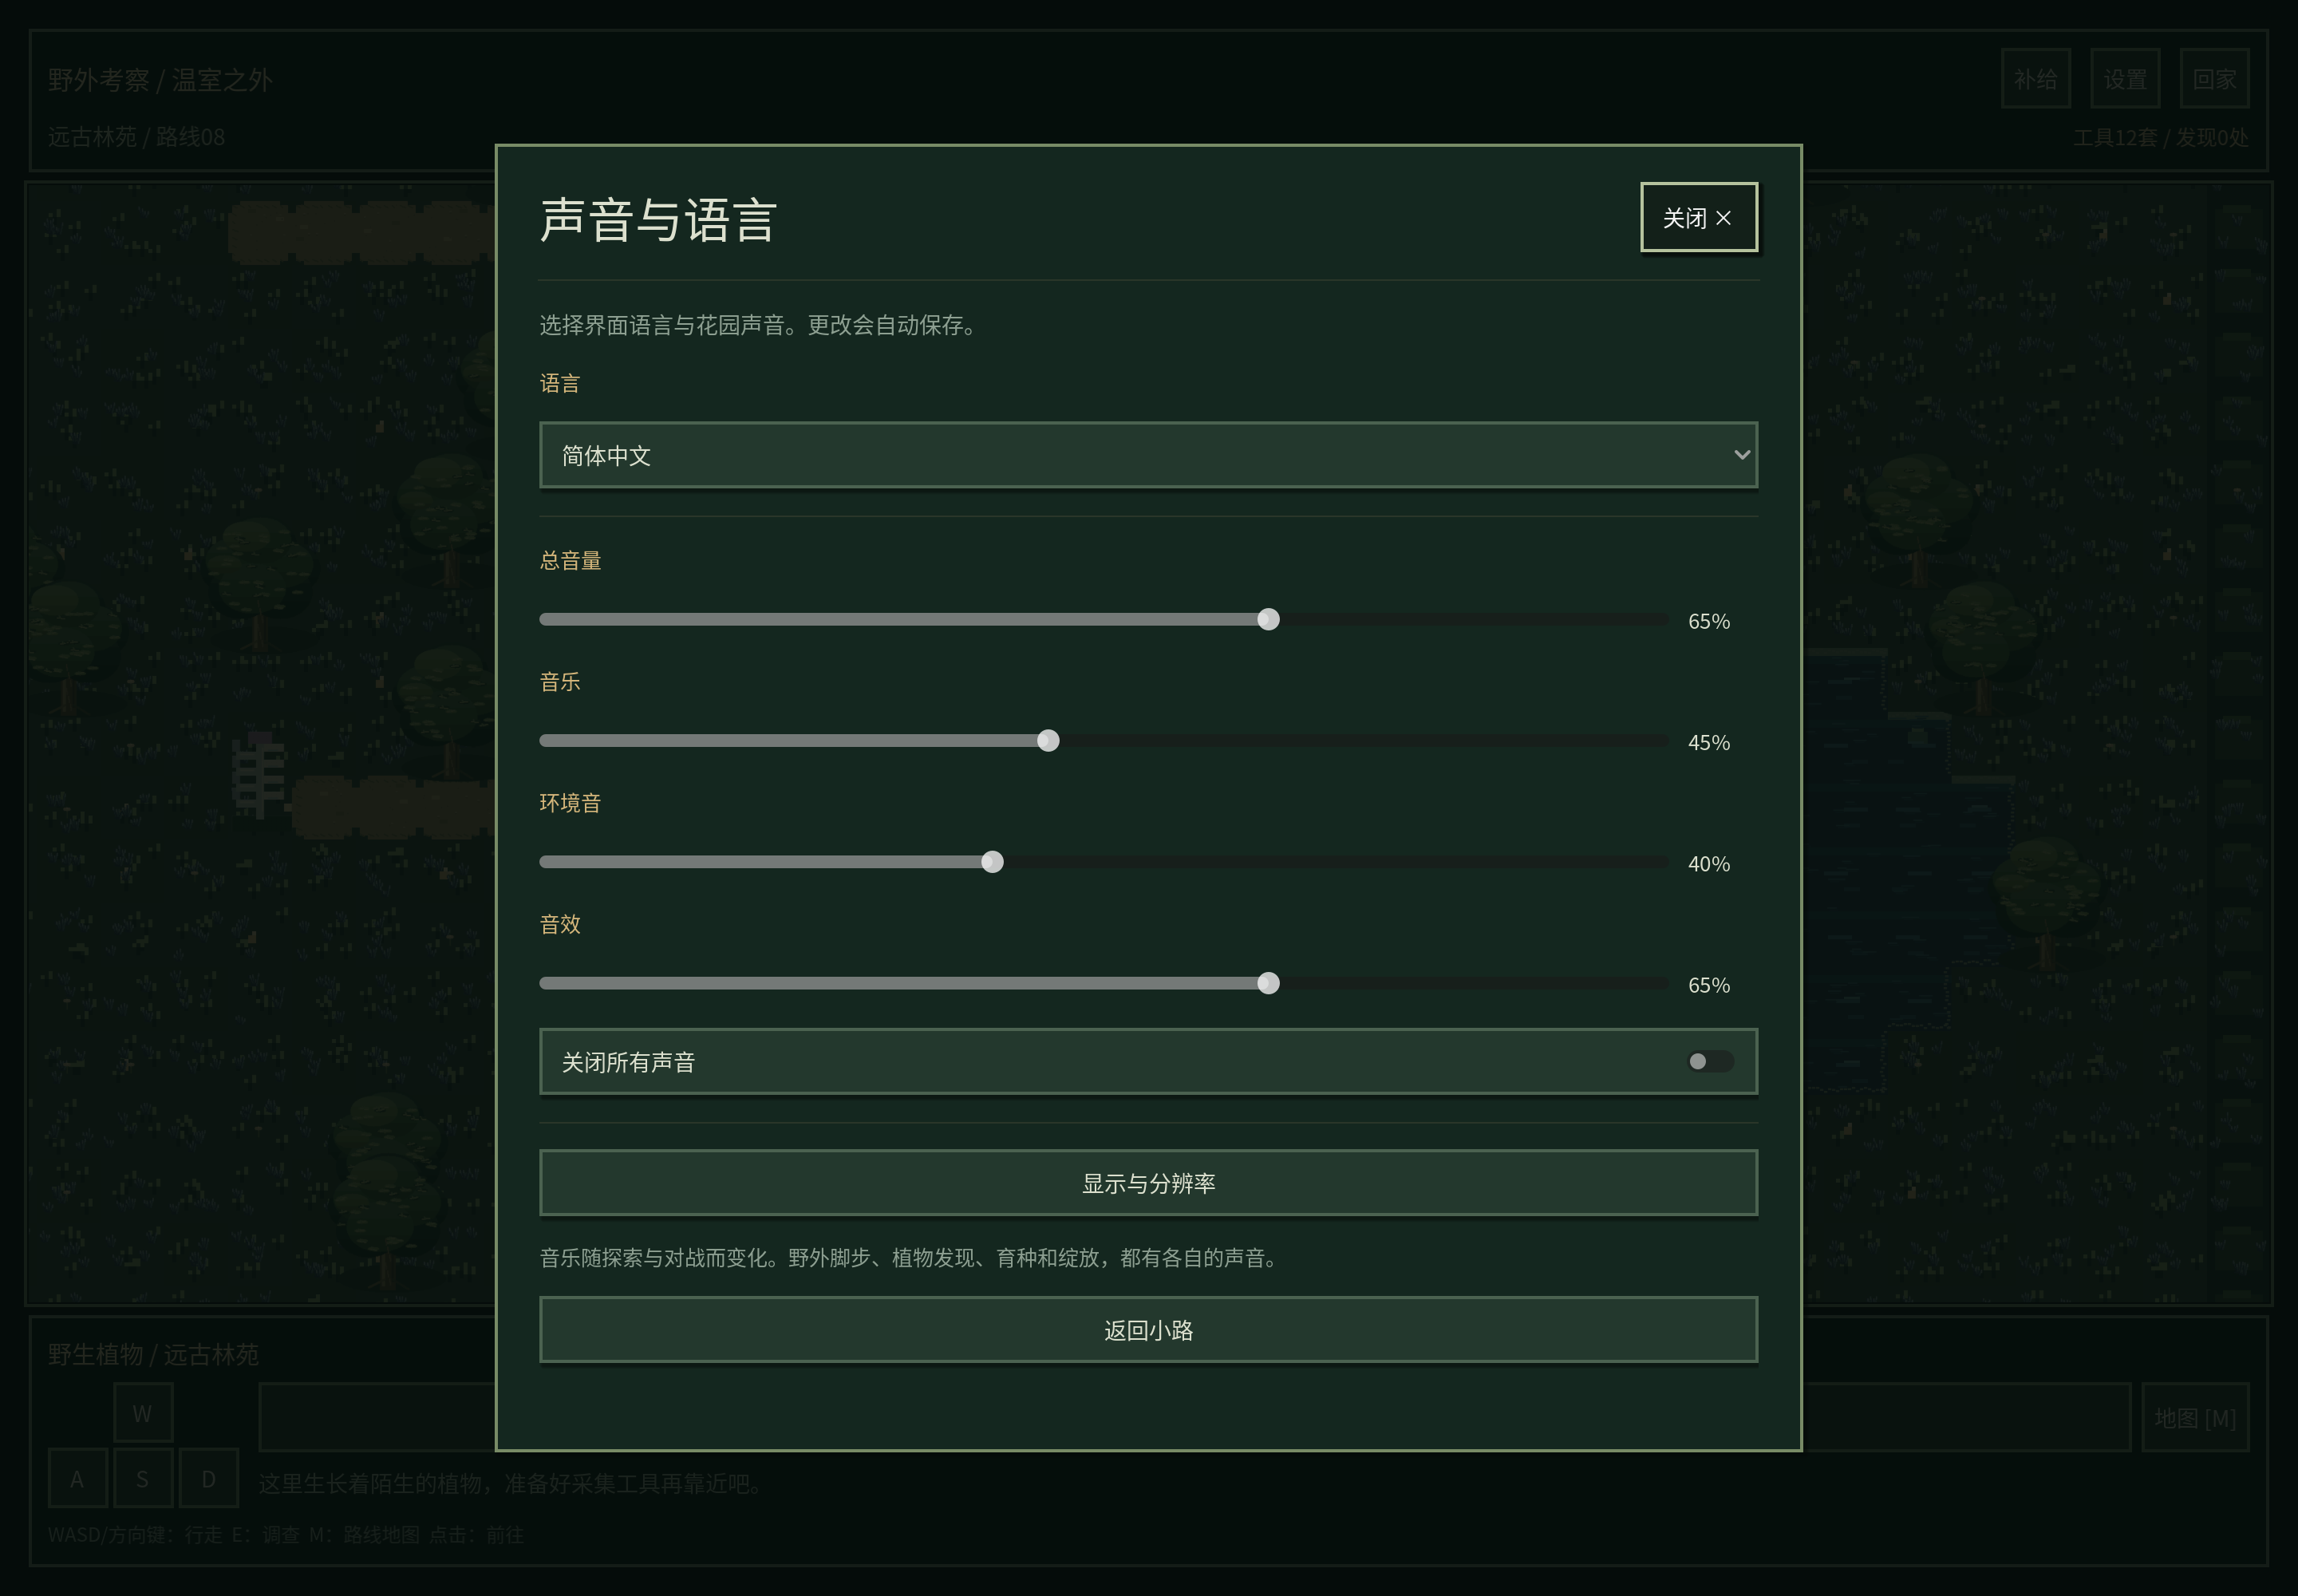 野外考察 / 温室之外
补给
设置
回家
远古林苑 / 路线08
工具12套 / 发现0处
声音与语言
关闭 ×
选择界面语言与花园声音。更改会自动保存。
语言
简体中文
总音量
65%
音乐
45%
环境音
40%
音效
65%
关闭所有声音
显示与分辨率
音乐随探索与对战而变化。野外脚步、植物发现、育种和绽放，都有各自的声音。
返回小路
野生植物 / 远古林苑
W
A
S
D
地图 [M]
这里生长着陌生的植物，准备好采集工具再靠近吧。
WASD/方向键：行走 E：调查 M：路线地图 点击：前往